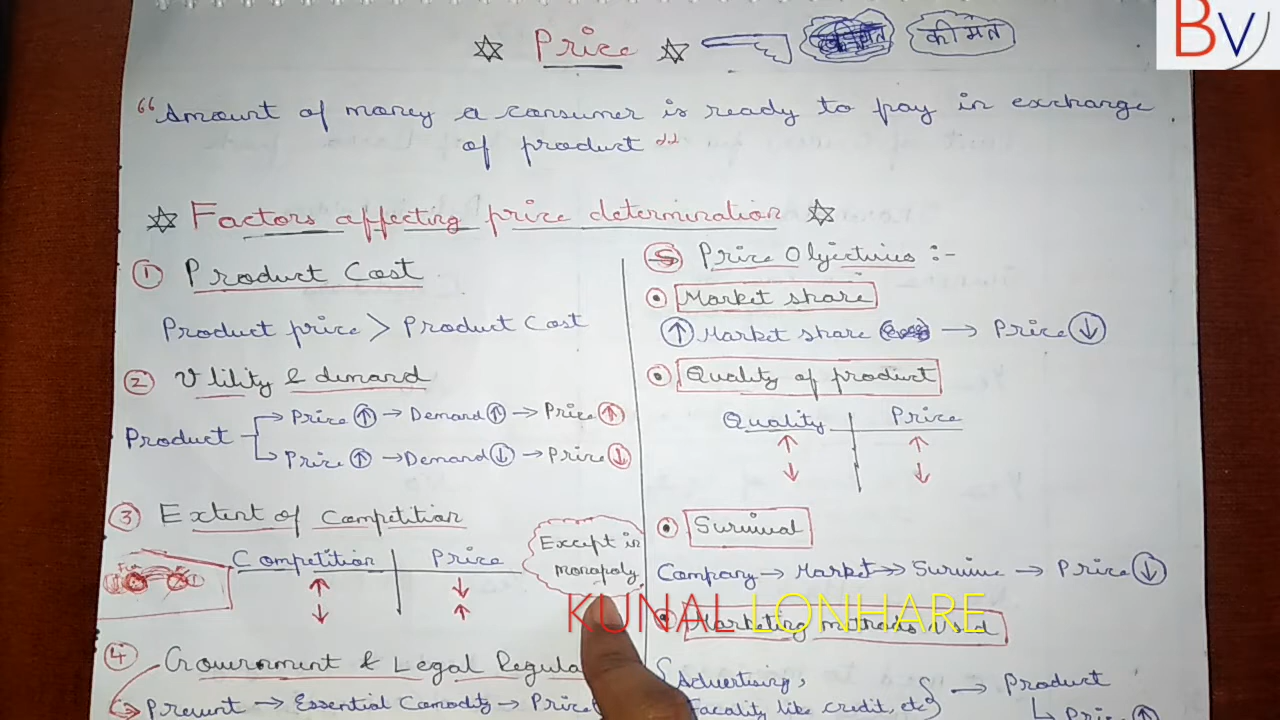 Price कीमत
BV
"Amount of money a consumer is ready to pay in exchange
of product"
Factors affecting price determination
① Product Cost
Product price > Product Cost
② Utility & demand
Product
Price ↑ → Demand ↑ → Price ↑
Price ↑ → Demand ↓ → Price ↓
③ Extent of Competition
Competition Price
↑ ↓
↓ ↑
Except in
monopoly
④ Government & Legal Regula
Prevent → Essential Comodity → Price
⑤ Price Objectives :-
Market share
↑ Market share → Price ↓
Quality of product
Quality Price
↑ ↑
↓ ↓
Survival
Company → Market → Survive → Price ↓
Marketing methods Used
Advertising,
Facality like credit, etc → Product
Price ↑
KUNAL LONHARE